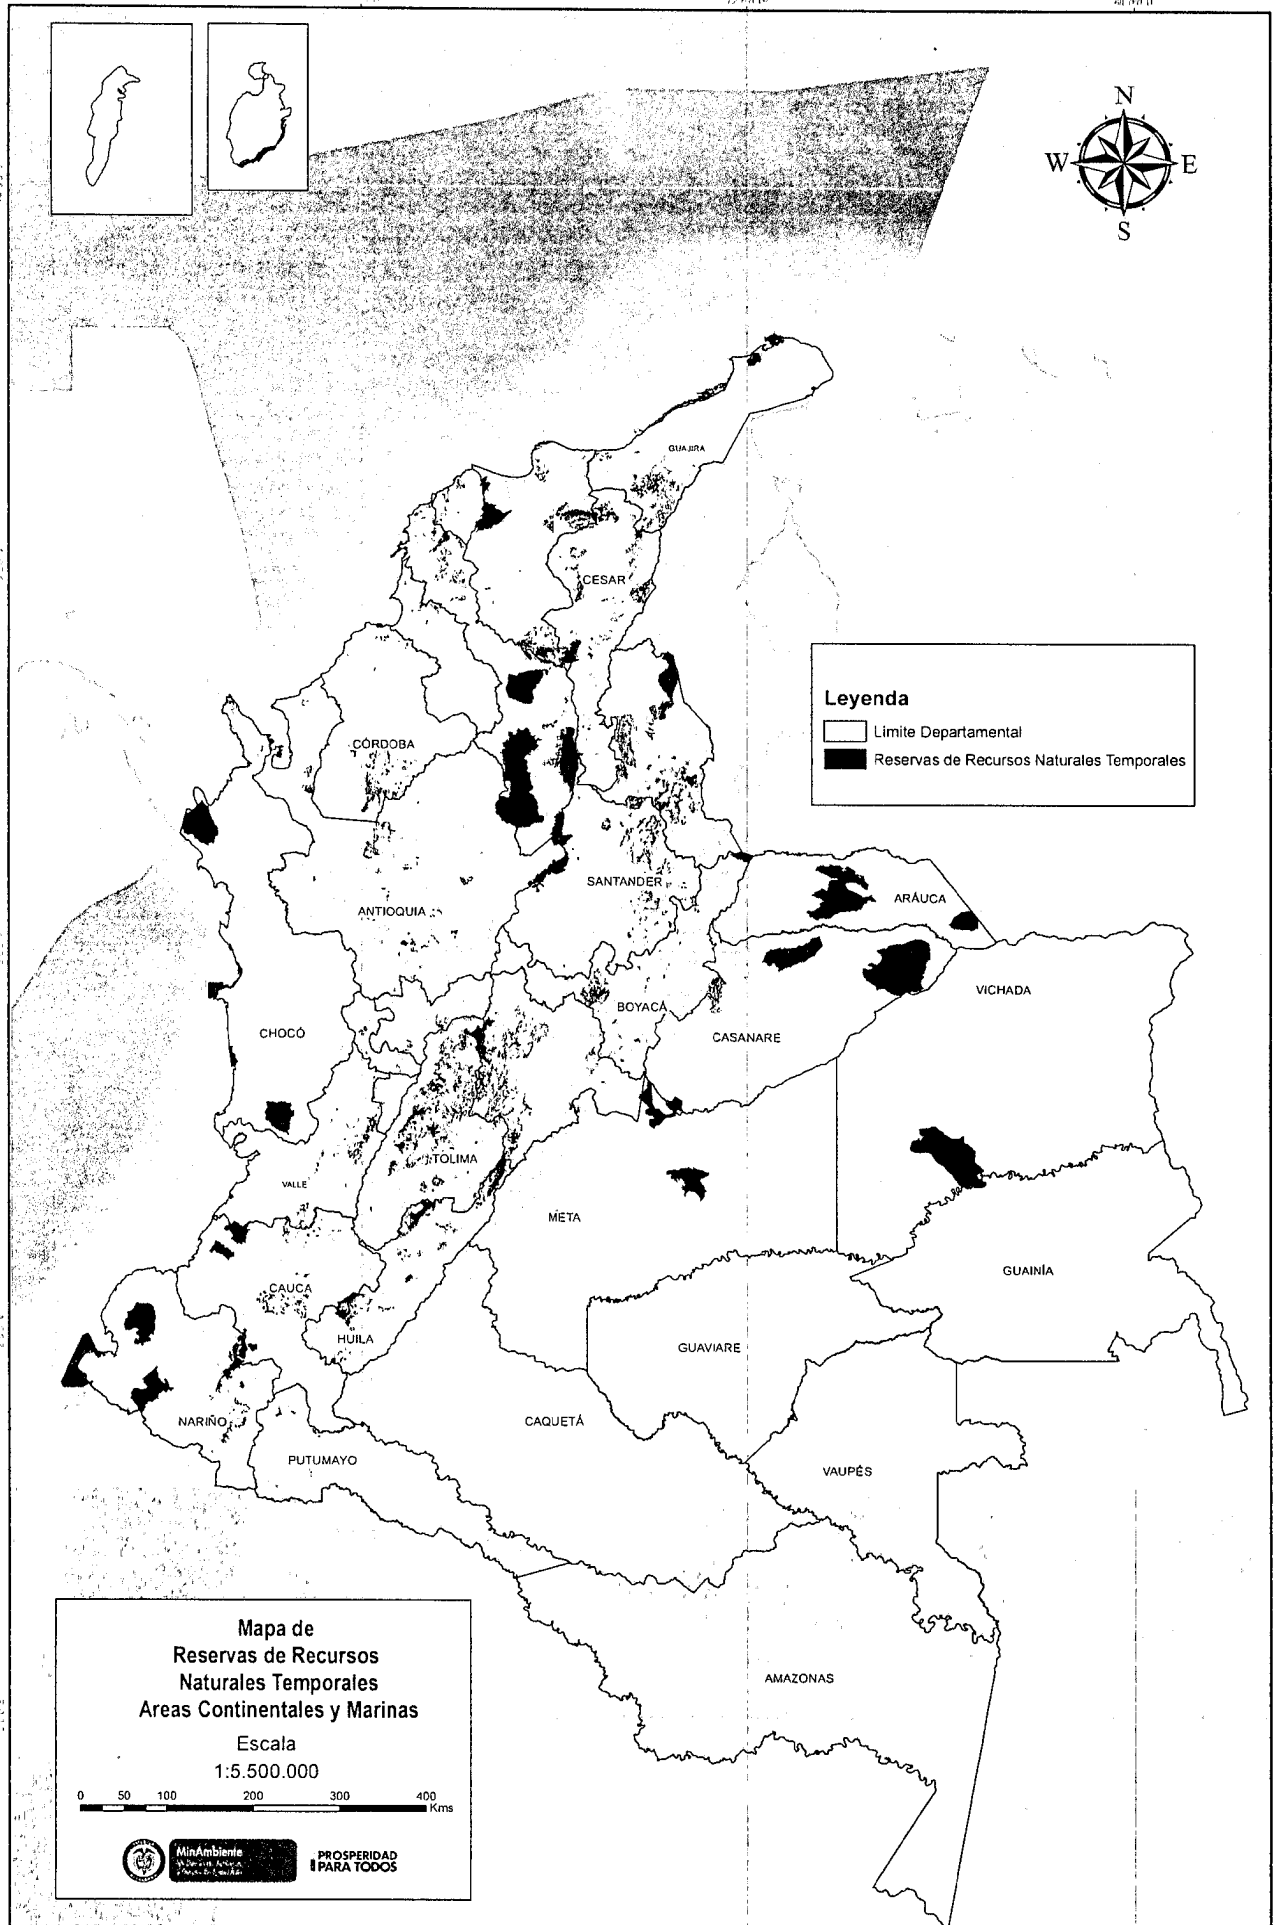 N
W E
S
GUAJIRA
CESAR
Leyenda
Limite Departamental
Reservas de Recursos Naturales Temporales
CÓRDOBA
SANTANDER
ARAUCA
ANTIOQUIA
VICHADA
BOYACÁ
CHOCÓ
CASANARE
TOLIMA
VALLE
META
GUAINÍA
CAUCA
HUILA
GUAVIARE
NARIÑO
CAQUETÁ
PUTUMAYO
VAUPÉS
AMAZONAS
Mapa de
Reservas de Recursos
Naturales Temporales
Areas Continentales y Marinas
Escala
1:5.500.000
0 50 100 200 300 400
Kms
MinAmbiente
PROSPERIDAD
PARA TODOS